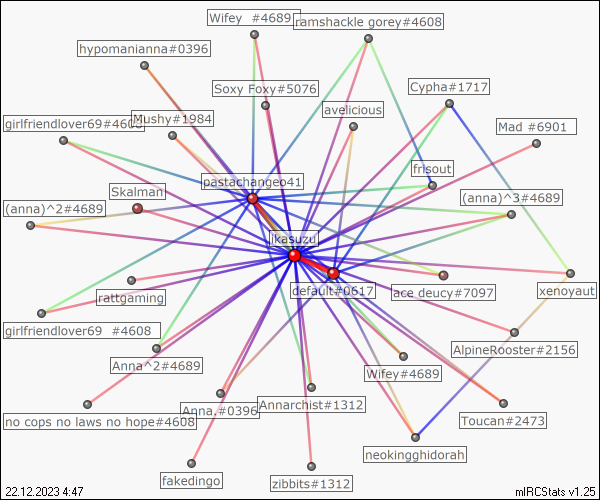 Wifey  #4689
ramshackle gorey#4608
hypomanianna#0396
Soxy Foxy#5076
Cypha#1717
avelicious
girlfriendlover69#4608
Mushy#1984
Mad #6901
frisout
pastachangeo41
Skalman
(anna)^3#4689
(anna)^2#4689
ikasuzu
default#0617
ace deucy#7097
xenoyaut
rattgaming
girlfriendlover69  #4608
AlpineRooster#2156
Anna^2#4689
Wifey#4689
Annarchist#1312
Anna.#0396
Toucan#2473
no cops no laws no hope#4608
neokingghidorah
fakedingo
zibbits#1312
22.12.2023 4:47
mIRCStats v1.25